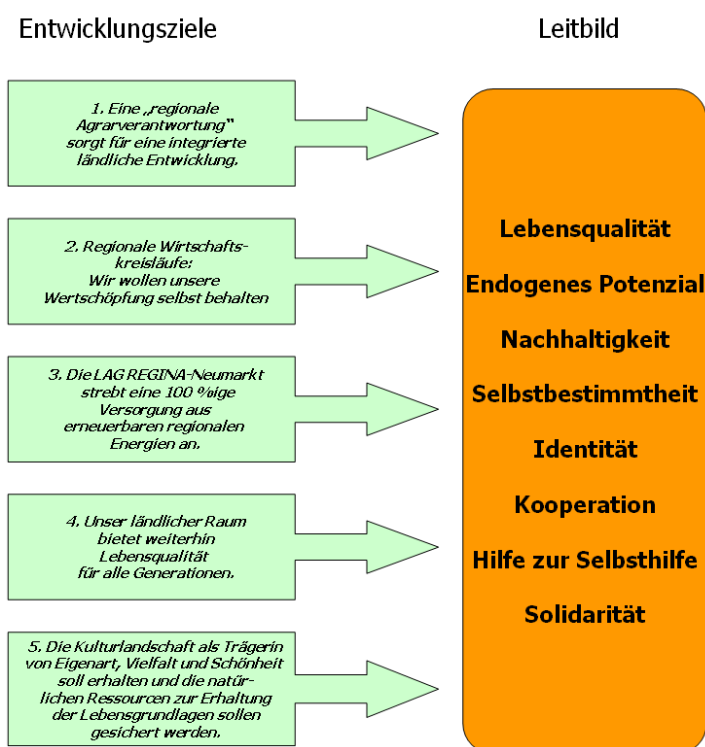 Entwicklungsziele
Leitbild
1. Eine „regionale
Agrarverantwortung"
sorgt für eine integrierte
ländliche Entwicklung.
2. Regionale Wirtschafts-
kreisläufe:
Wir wollen unsere
Wertschöpfung selbst behalten
3. Die LAG REGINA-Neumarkt
strebt eine 100 %ige
Versorgung aus
erneuerbaren regionalen
Energien an.
4. Unser ländlicher Raum
bietet weiterhin
Lebensqualität
für alle Generationen.
5. Die Kulturlandschaft als Trägerin
von Eigenart, Vielfalt und Schönheit
soll erhalten und die natür-
lichen Ressourcen zur Erhaltung
der Lebensgrundlagen sollen
gesichert werden.
Lebensqualität
Endogenes Potenzial
Nachhaltigkeit
Selbstbestimmtheit
Identität
Kooperation
Hilfe zur Selbsthilfe
Solidarität